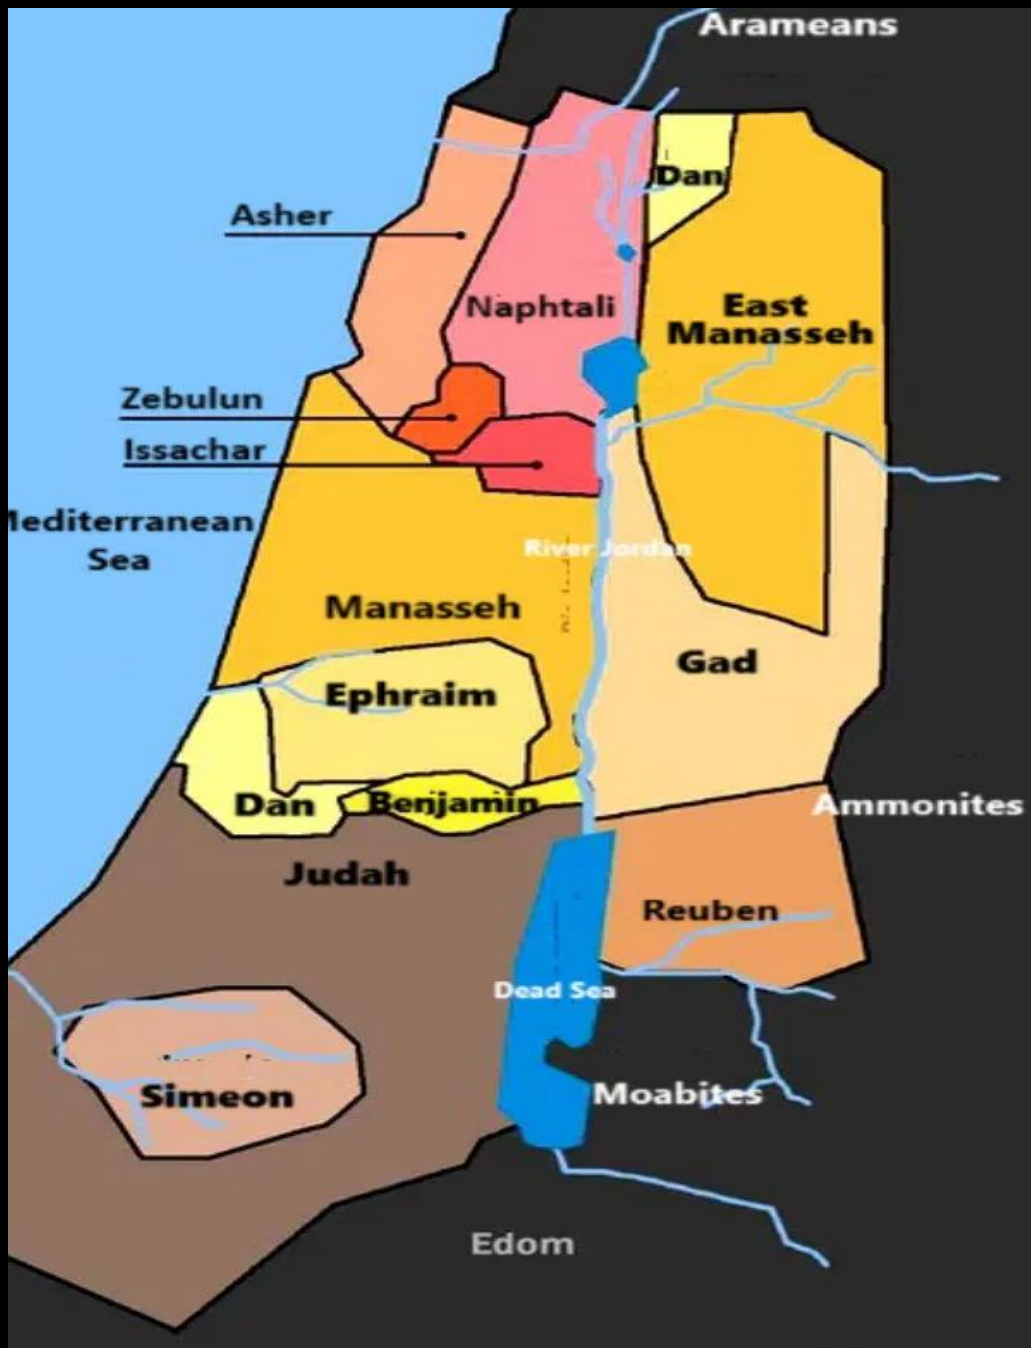 Arameans
Dan
Asher
Naphtali
East
Manasseh
Zebulun
Issachar
Mediterranean
Sea
River Jordan
Manasseh
Gad
Ephraim
Dan
Benjamin
Ammonites
Judah
Reuben
Dead Sea
Moabites
Simeon
Edom